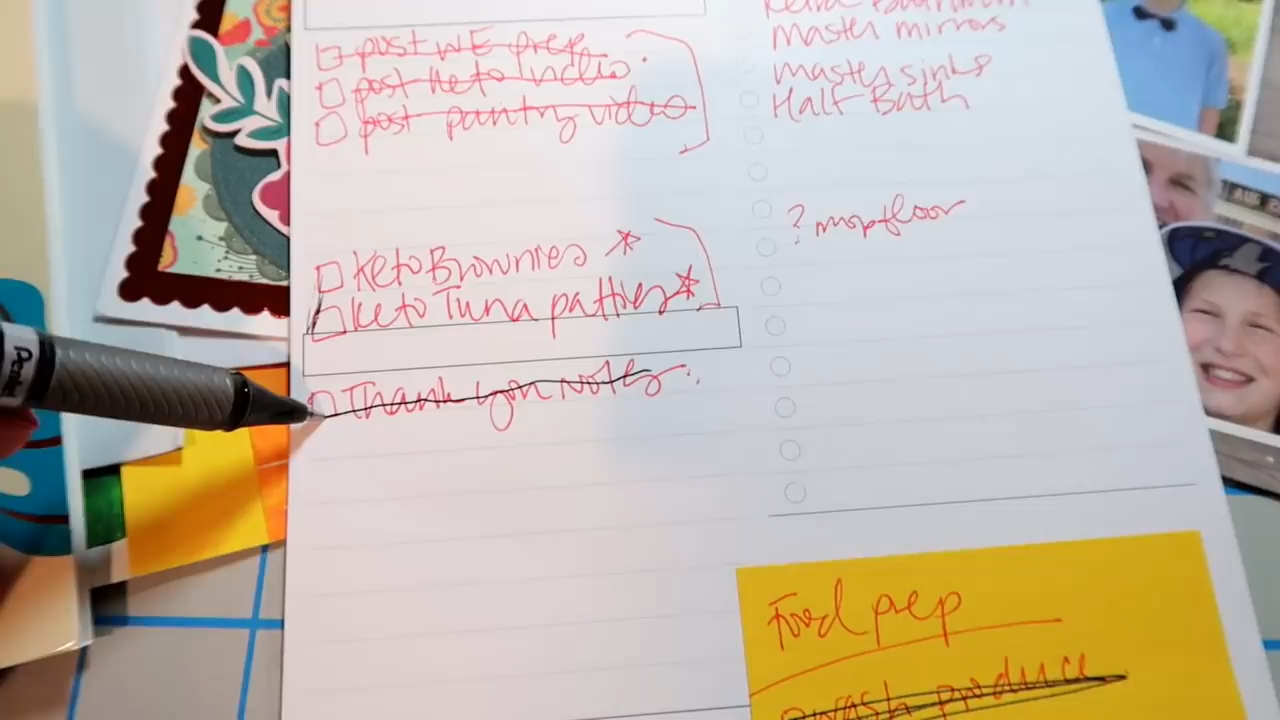 post WE prep
post keto video.
post pantry video
Keto Brownies *
Keto Tuna patties *
Thank you notes
master mirrors
master sinks
Half Bath
? mop floor
Food prep
wash produce
Pentel